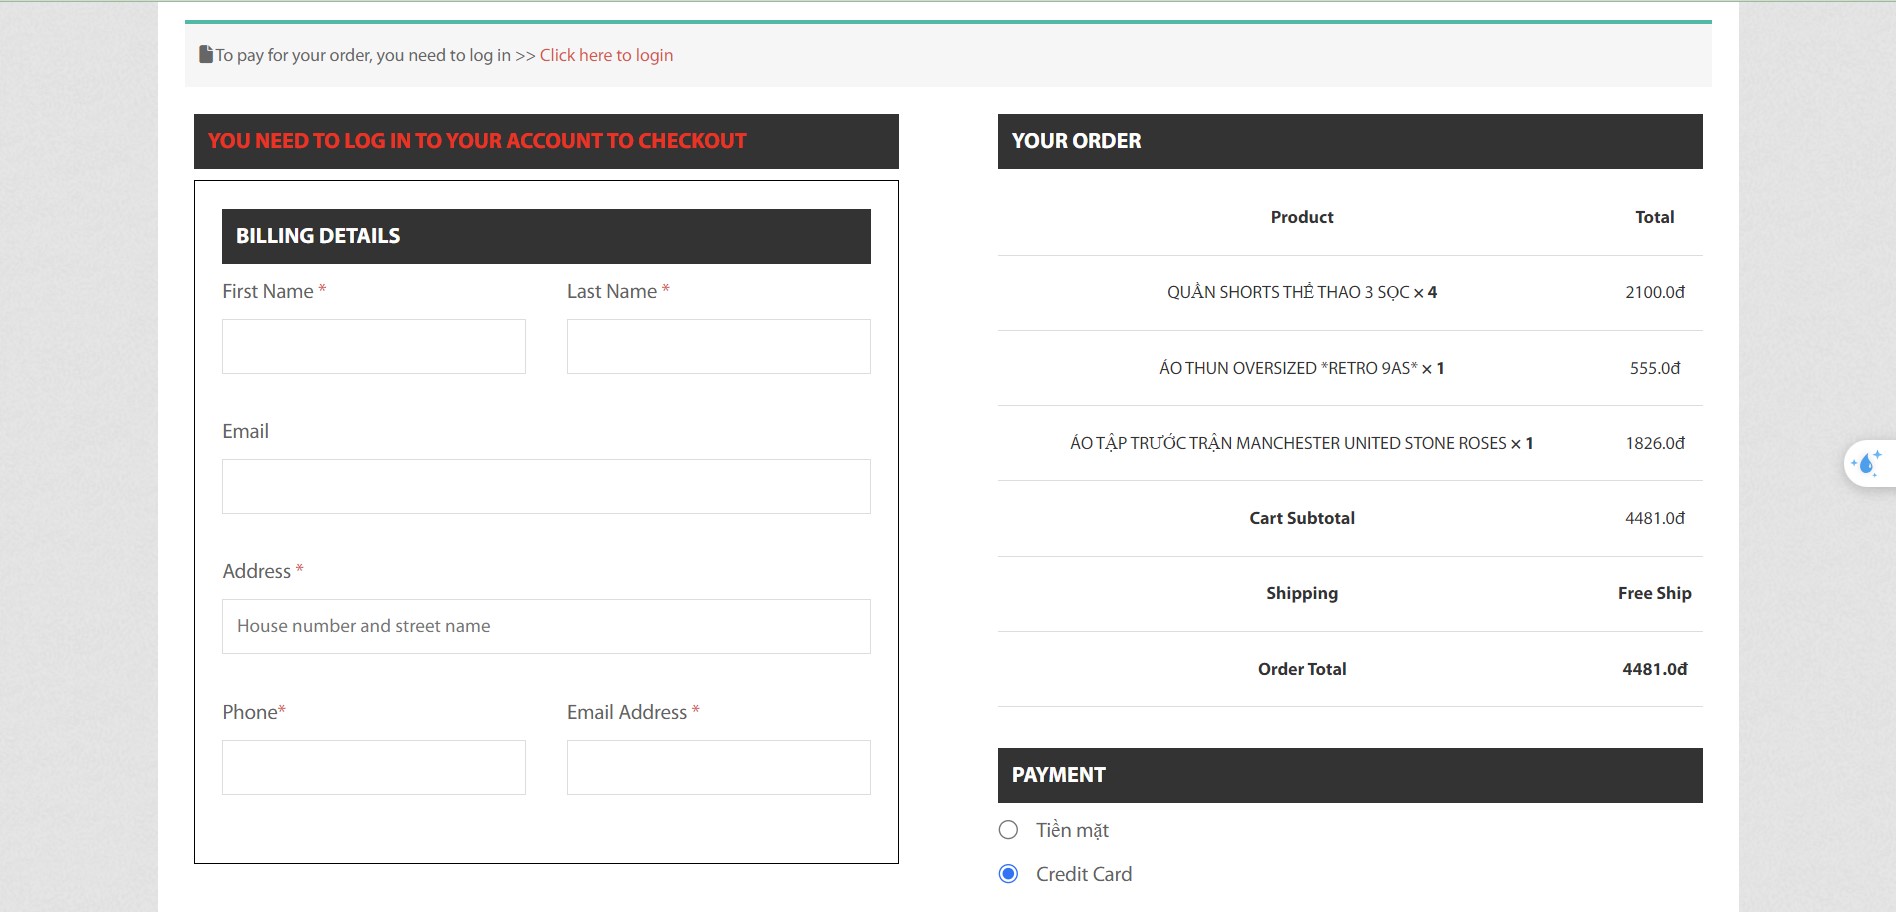 To pay for your order, you need to log in >> Click here to login
YOU NEED TO LOG IN TO YOUR ACCOUNT TO CHECKOUT
BILLING DETAILS
First Name *
Last Name *
Email
Address *
House number and street name
Phone*
Email Address *
YOUR ORDER
Product Total
QUẦN SHORTS THỂ THAO 3 SỌC × 4 2100.0đ
ÁO THUN OVERSIZED *RETRO 9AS* × 1 555.0đ
ÁO TẬP TRƯỚC TRẬN MANCHESTER UNITED STONE ROSES × 1 1826.0đ
Cart Subtotal 4481.0đ
Shipping Free Ship
Order Total 4481.0đ
PAYMENT
Tiền mặt
Credit Card